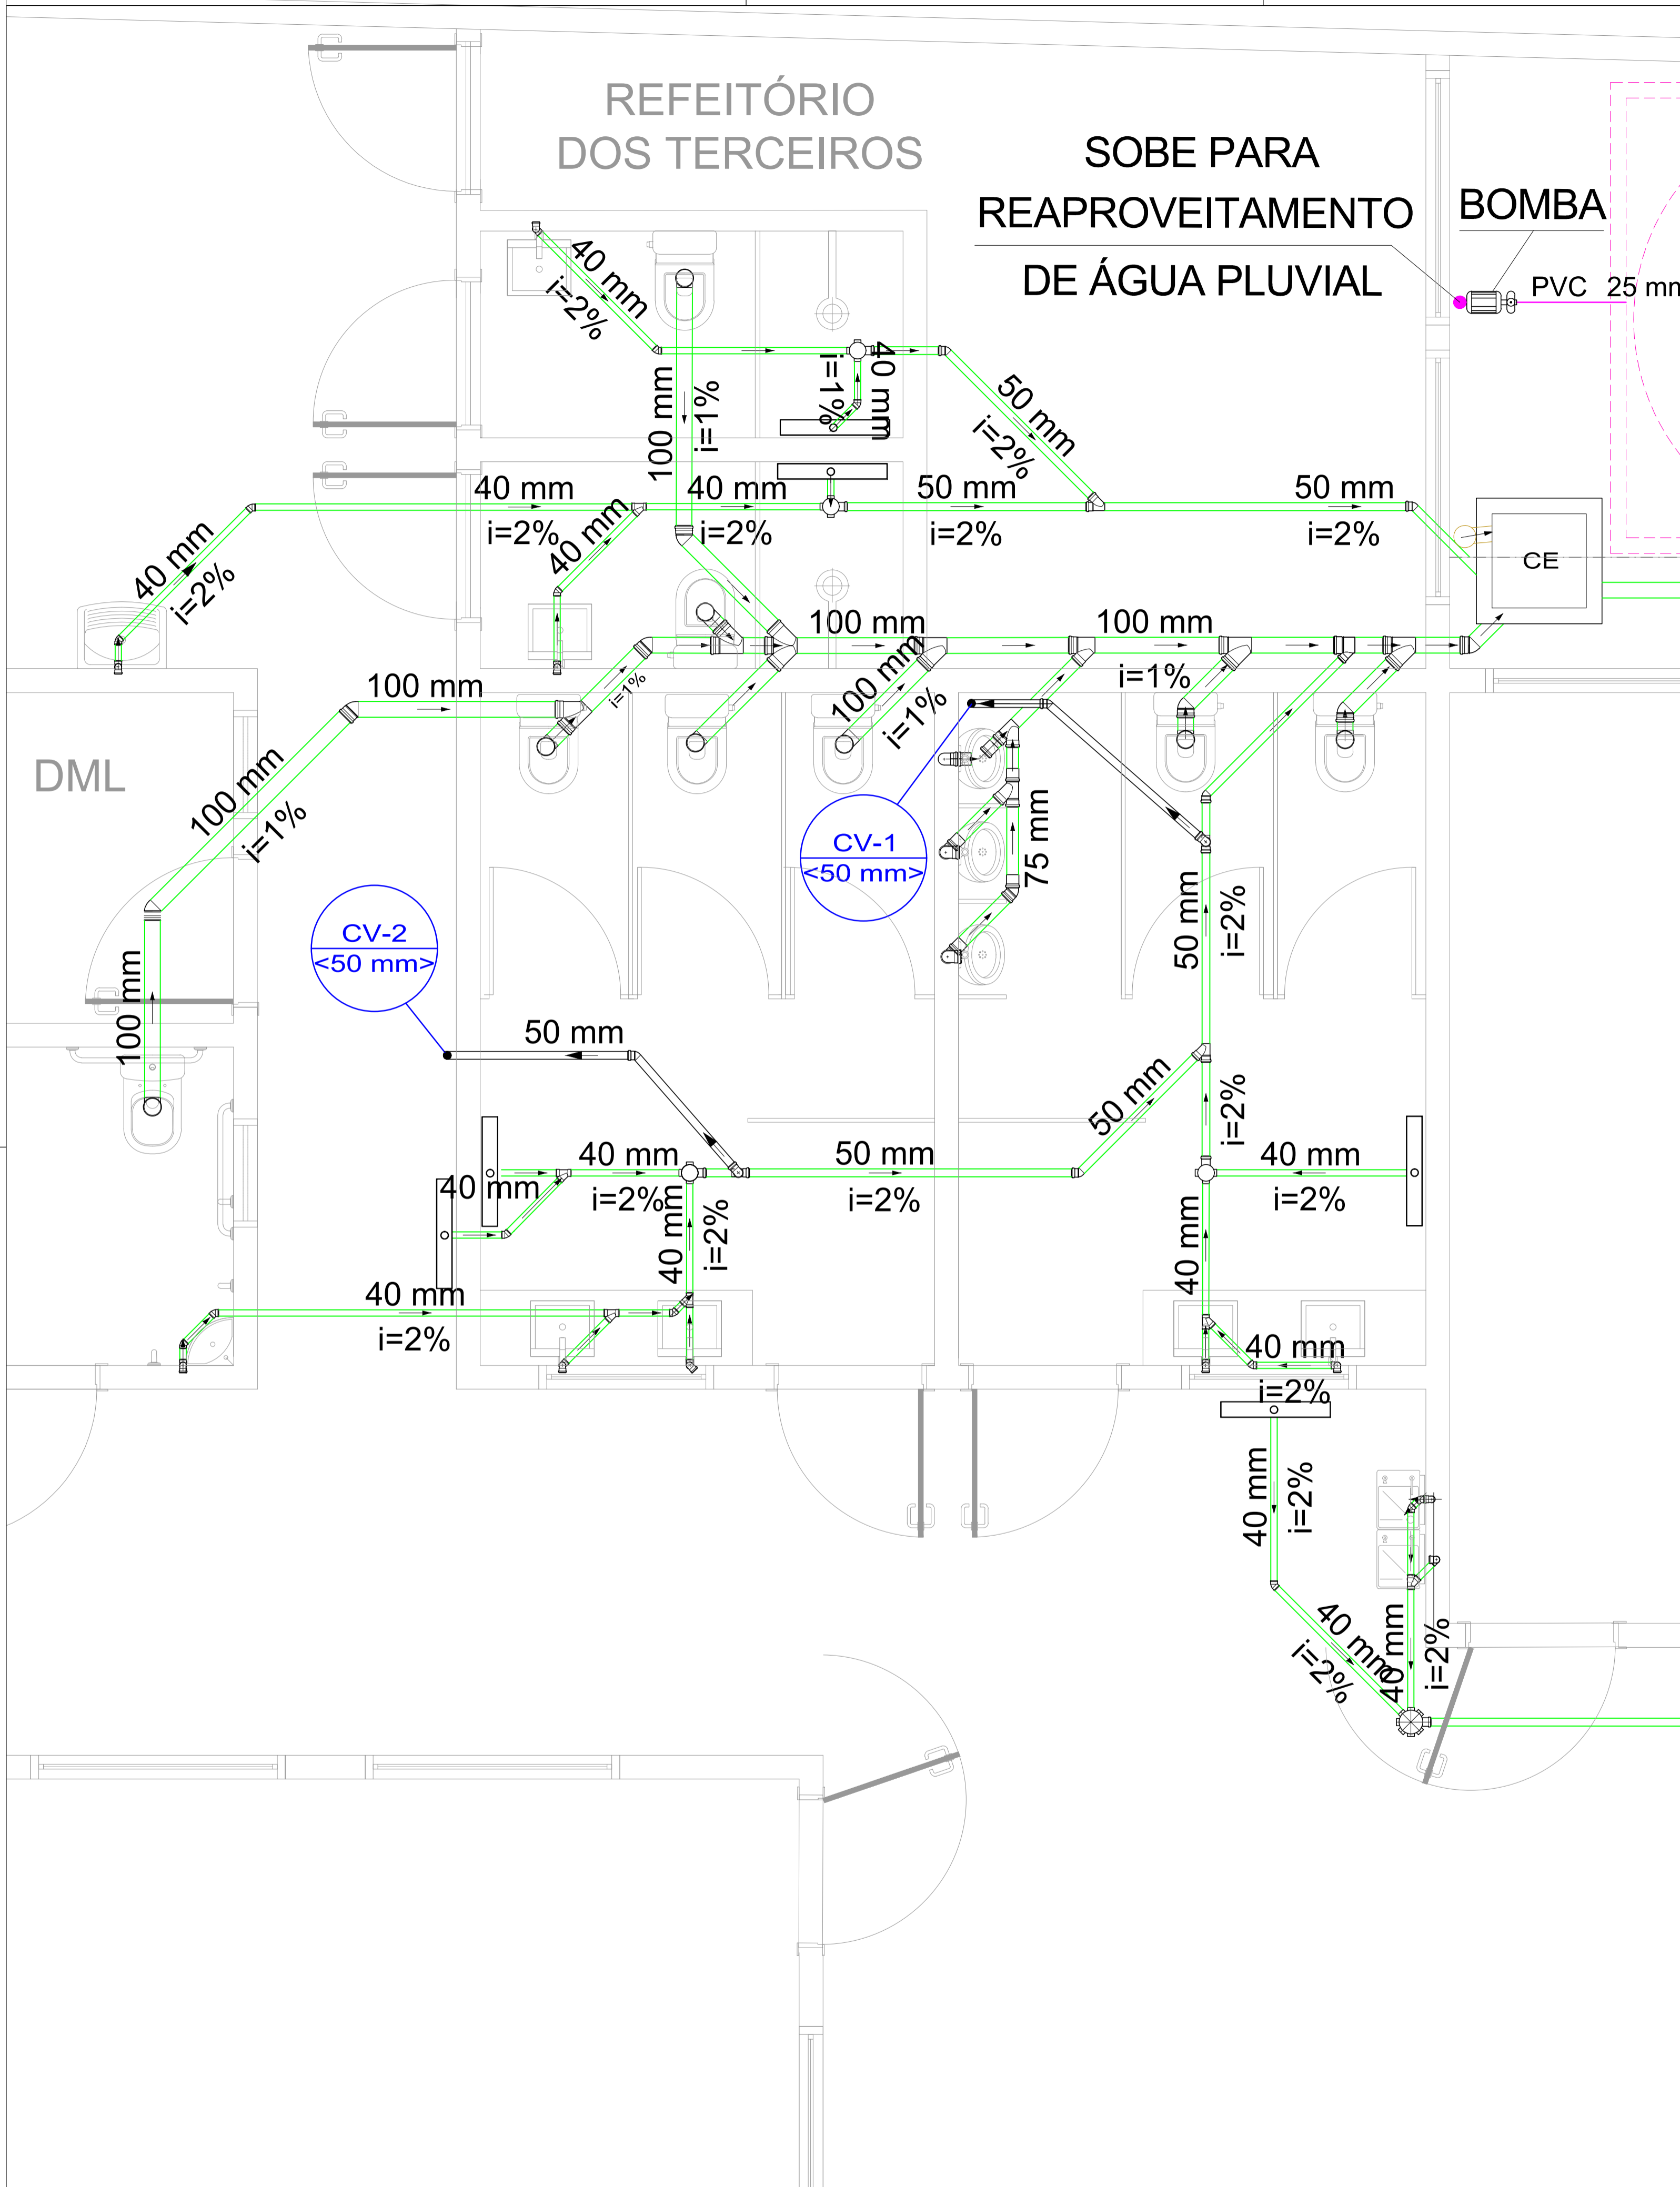 REFEITÓRIO
DOS TERCEIROS
SOBE PARA
REAPROVEITAMENTO
DE ÁGUA PLUVIAL
BOMBA
PVC 25 mm
40 mm
i=2%
100 mm
i=1%
i=1%
40 mm
50 mm
i=2%
40 mm
i=2%
40 mm
i=2%
40 mm
i=2%
40 mm
50 mm
i=2%
50 mm
i=2%
CE
100 mm
100 mm
i=1%
100 mm
i=1%
i=1%
100 mm
DML
100 mm
i=1%
100 mm
CV-1
<50 mm>
75 mm
CV-2
<50 mm>
50 mm
50 mm
i=2%
50 mm
i=2%
40 mm
i=2%
40 mm
50 mm
i=2%
40 mm
i=2%
40 mm
i=2%
40 mm
40 mm
i=2%
40 mm
i=2%
40 mm
i=2%
40 mm
i=2%
40 mm
i=2%